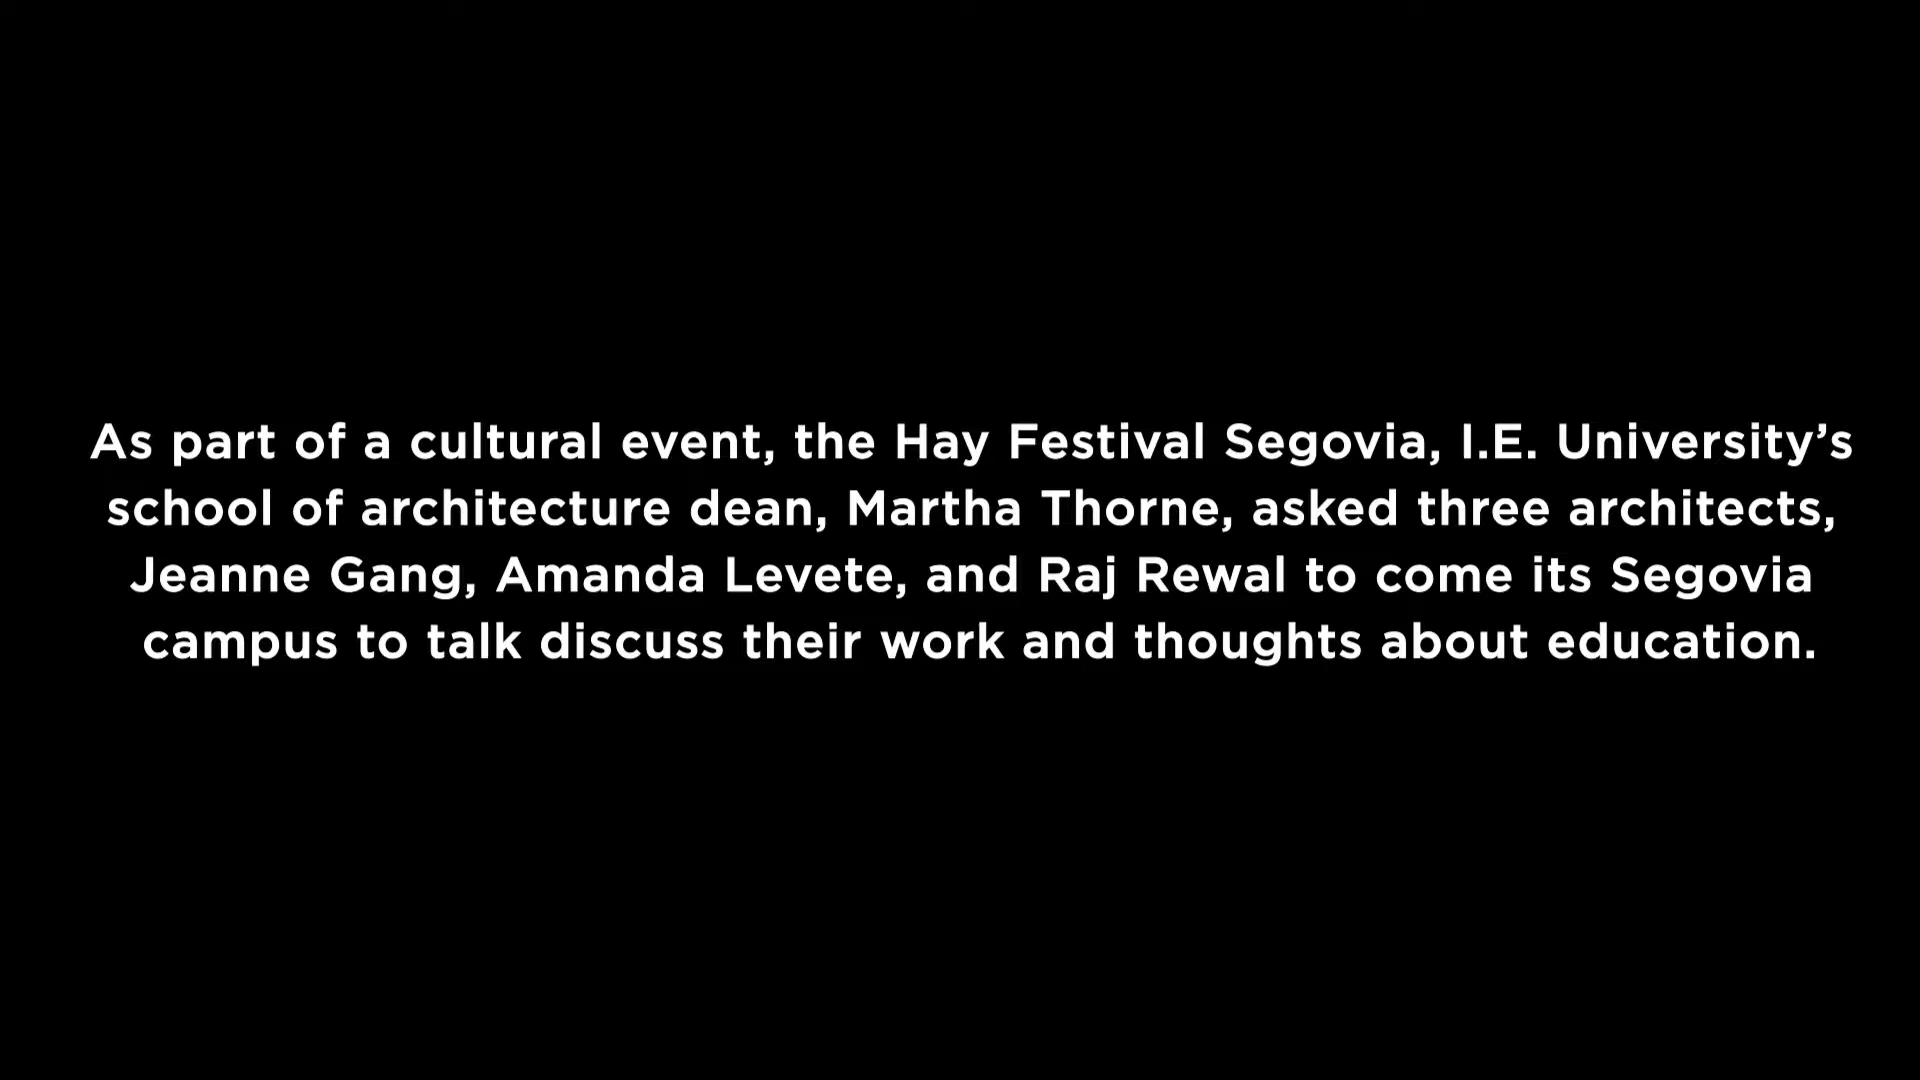 As part of a cultural event, the Hay Festival Segovia, I.E. University’s
school of architecture dean, Martha Thorne, asked three architects,
Jeanne Gang, Amanda Levete, and Raj Rewal to come its Segovia
campus to talk discuss their work and thoughts about education.